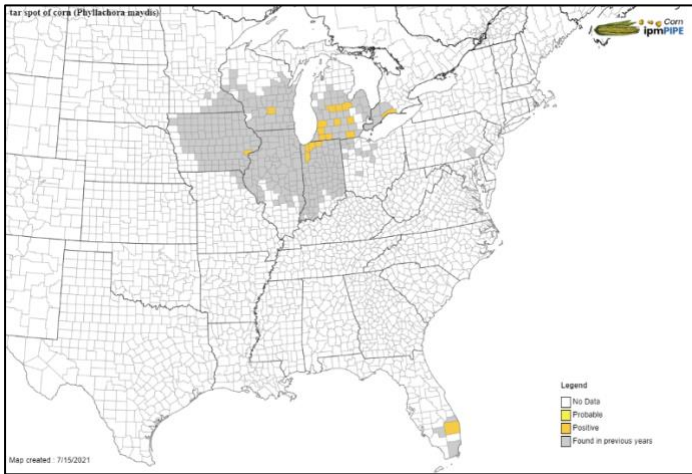 tar spot of corn (Phyllachora maydis)
Corn
ipmPIPE
Legend
No Data
Probable
Positive
Found in previous years
Map created : 7/15/2021